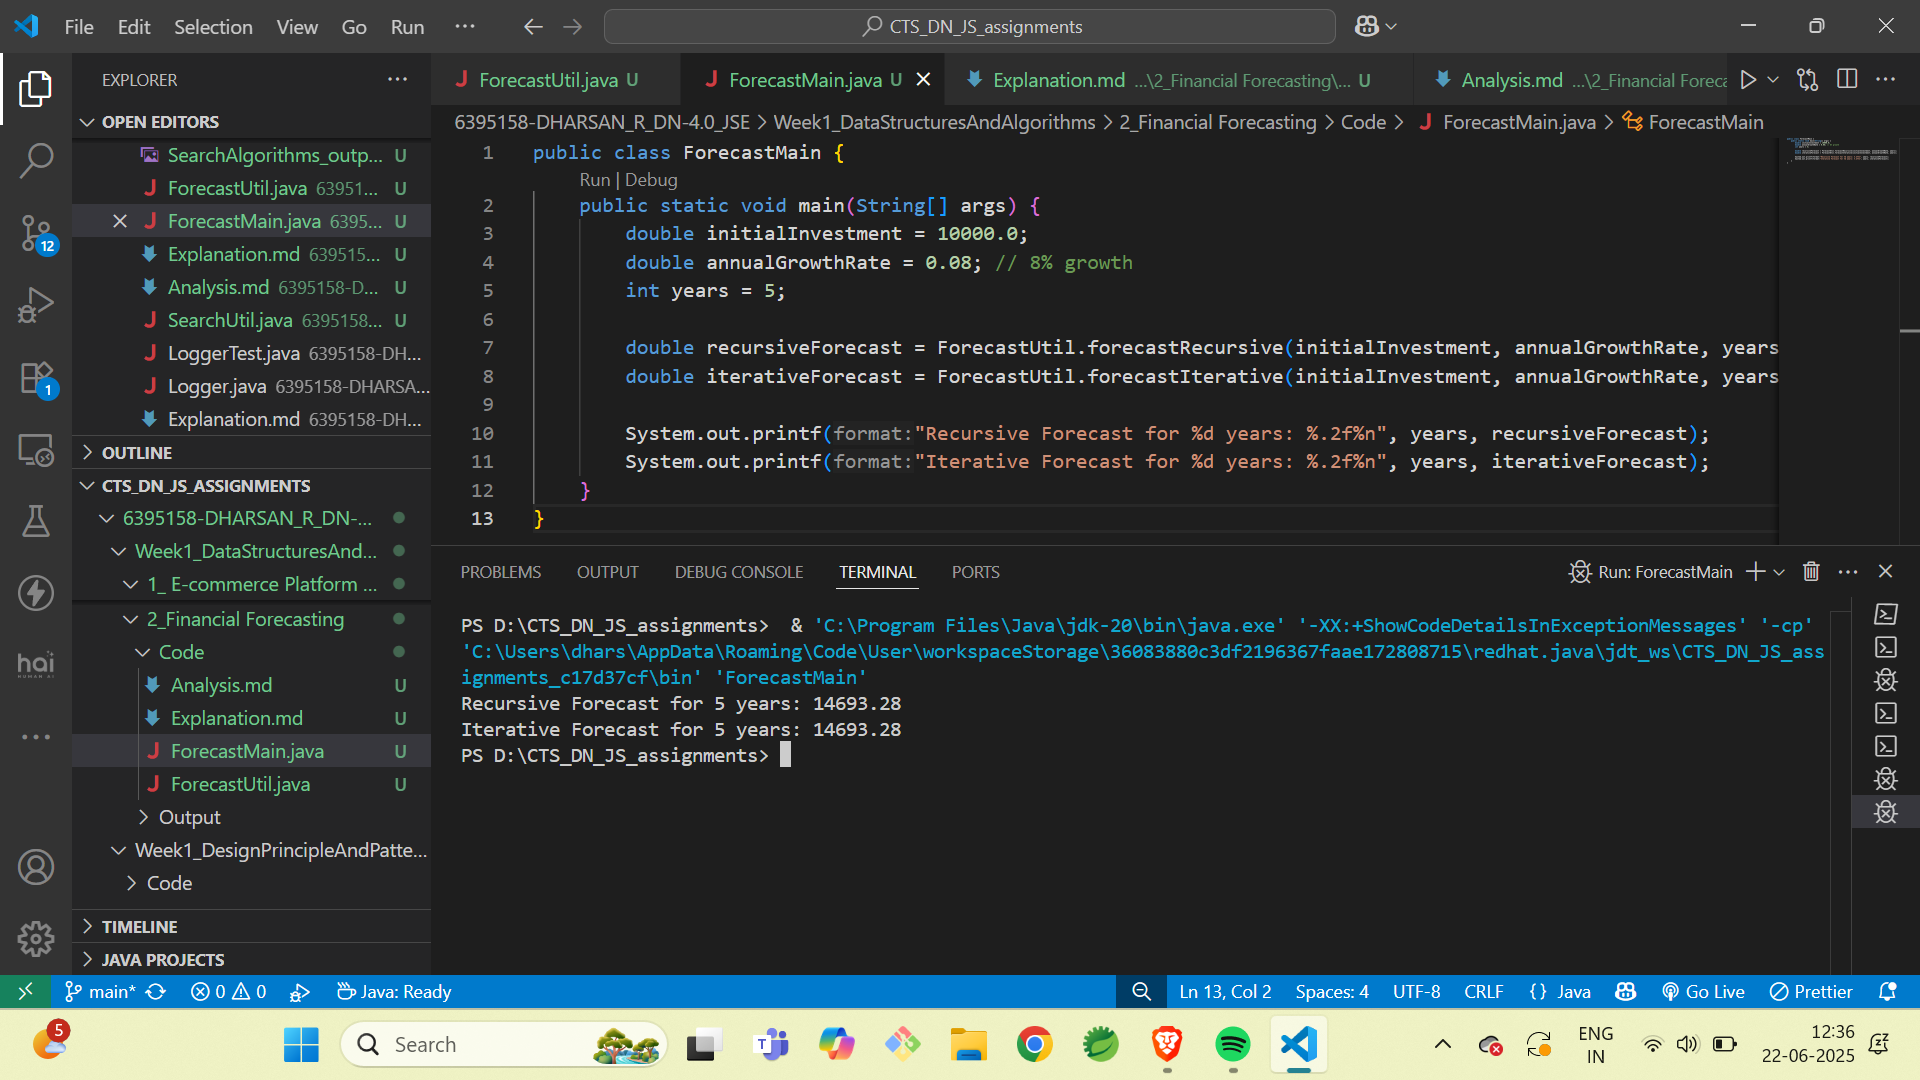 File Edit Selection View Go Run ···
CTS_DN_JS_assignments
EXPLORER
OPEN EDITORS
SearchAlgorithms_outp... U
ForecastUtil.java 63951... U
ForecastMain.java 6395... U
Explanation.md 639515... U
Analysis.md 6395158-D... U
SearchUtil.java 6395158... U
LoggerTest.java 6395158-DH...
Logger.java 6395158-DHARSA...
Explanation.md 6395158-DH...
OUTLINE
CTS_DN_JS_ASSIGNMENTS
6395158-DHARSAN_R_DN-...
Week1_DataStructuresAnd...
1_ E-commerce Platform ...
2_Financial Forecasting
Code
Analysis.md U
Explanation.md U
ForecastMain.java U
ForecastUtil.java U
Output
Week1_DesignPrincipleAndPatte...
Code
TIMELINE
JAVA PROJECTS
12
1
hai
HUMAN AI
ForecastUtil.java U
ForecastMain.java U
Explanation.md ...\2_Financial Forecasting\... U
Analysis.md ...\2_Financial Foreca
6395158-DHARSAN_R_DN-4.0_JSE > Week1_DataStructuresAndAlgorithms > 2_Financial Forecasting > Code > ForecastMain.java > ForecastMain
1 public class ForecastMain {
Run | Debug
2 public static void main(String[] args) {
3 double initialInvestment = 10000.0;
4 double annualGrowthRate = 0.08; // 8% growth
5 int years = 5;
6
7 double recursiveForecast = ForecastUtil.forecastRecursive(initialInvestment, annualGrowthRate, years
8 double iterativeForecast = ForecastUtil.forecastIterative(initialInvestment, annualGrowthRate, years
9
10 System.out.printf(format:"Recursive Forecast for %d years: %.2f%n", years, recursiveForecast);
11 System.out.printf(format:"Iterative Forecast for %d years: %.2f%n", years, iterativeForecast);
12 }
13 }
PROBLEMS OUTPUT DEBUG CONSOLE TERMINAL PORTS
Run: ForecastMain
PS D:\CTS_DN_JS_assignments> & 'C:\Program Files\Java\jdk-20\bin\java.exe' '-XX:+ShowCodeDetailsInExceptionMessages' '-cp'
'C:\Users\dhars\AppData\Roaming\Code\User\workspaceStorage\36083880c3df2196367faae172808715\redhat.java\jdt_ws\CTS_DN_JS_ass
ignments_c17d37cf\bin' 'ForecastMain'
Recursive Forecast for 5 years: 14693.28
Iterative Forecast for 5 years: 14693.28
PS D:\CTS_DN_JS_assignments>
main* 0 0 Java: Ready
Ln 13, Col 2 Spaces: 4 UTF-8 CRLF {} Java Go Live Prettier
5
Search
ENG
IN
12:36
22-06-2025